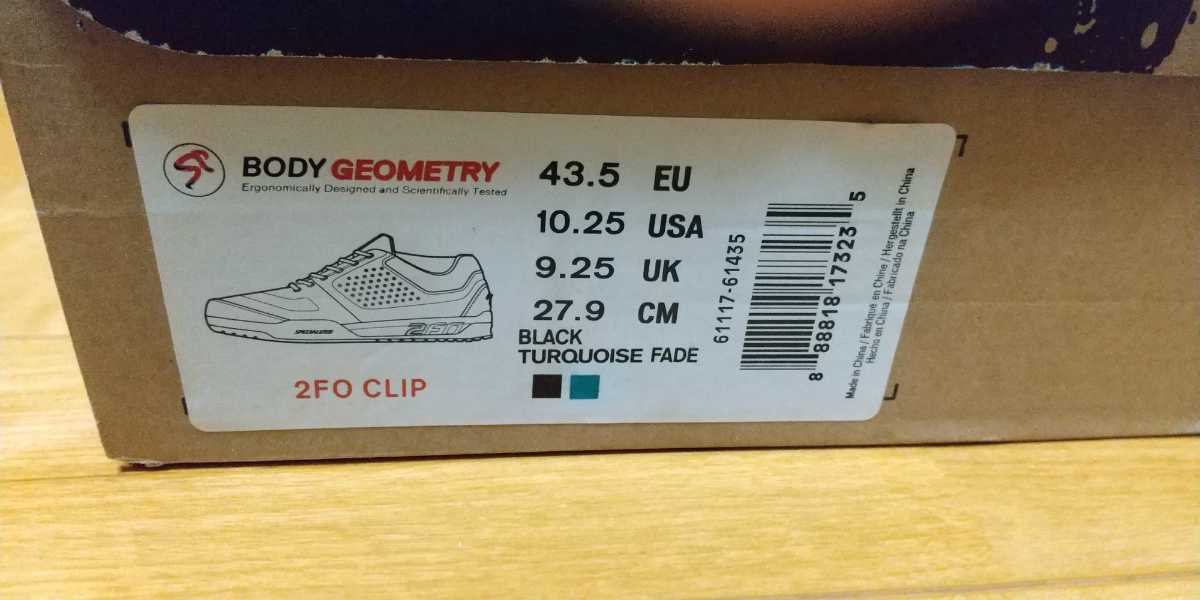 BODY GEOMETRY
Ergonomically Designed and Scientifically Tested
SPECIALIZED
2FO
2FO CLIP
43.5 EU
10.25 USA
9.25 UK
27.9 CM
BLACK
TURQUOISE FADE
61117-61435
8 88818 17323 5
Made in China / Fabriqué en Chine / Hergestellt in China
Hecho en China / Fabricado na China